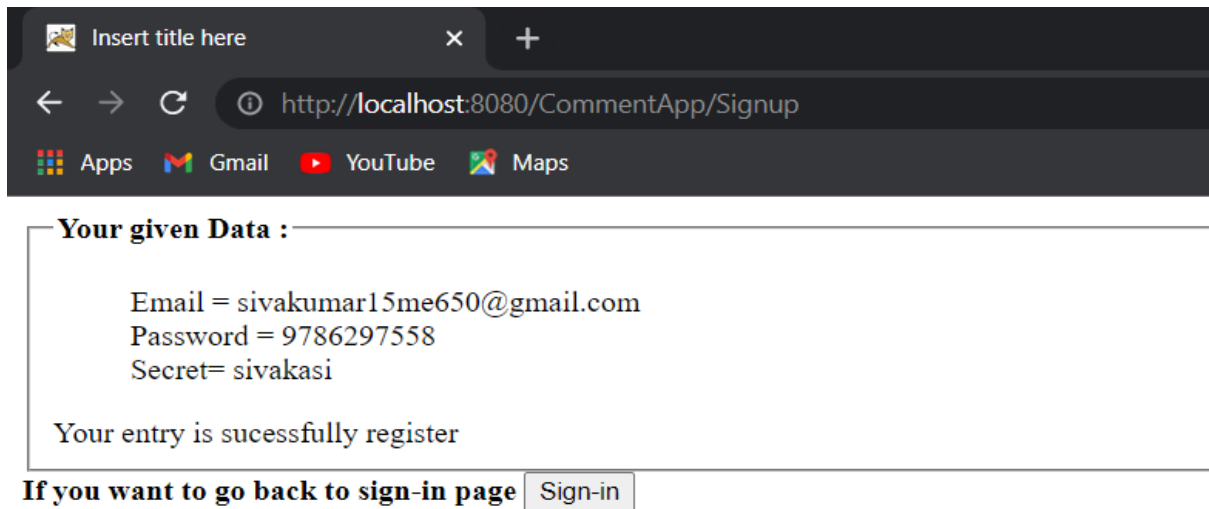 Insert title here
http://localhost:8080/CommentApp/Signup
Apps Gmail YouTube Maps
Your given Data :
Email = sivakumar15me650@gmail.com
Password = 9786297558
Secret= sivakasi
Your entry is sucessfully register
If you want to go back to sign-in page Sign-in